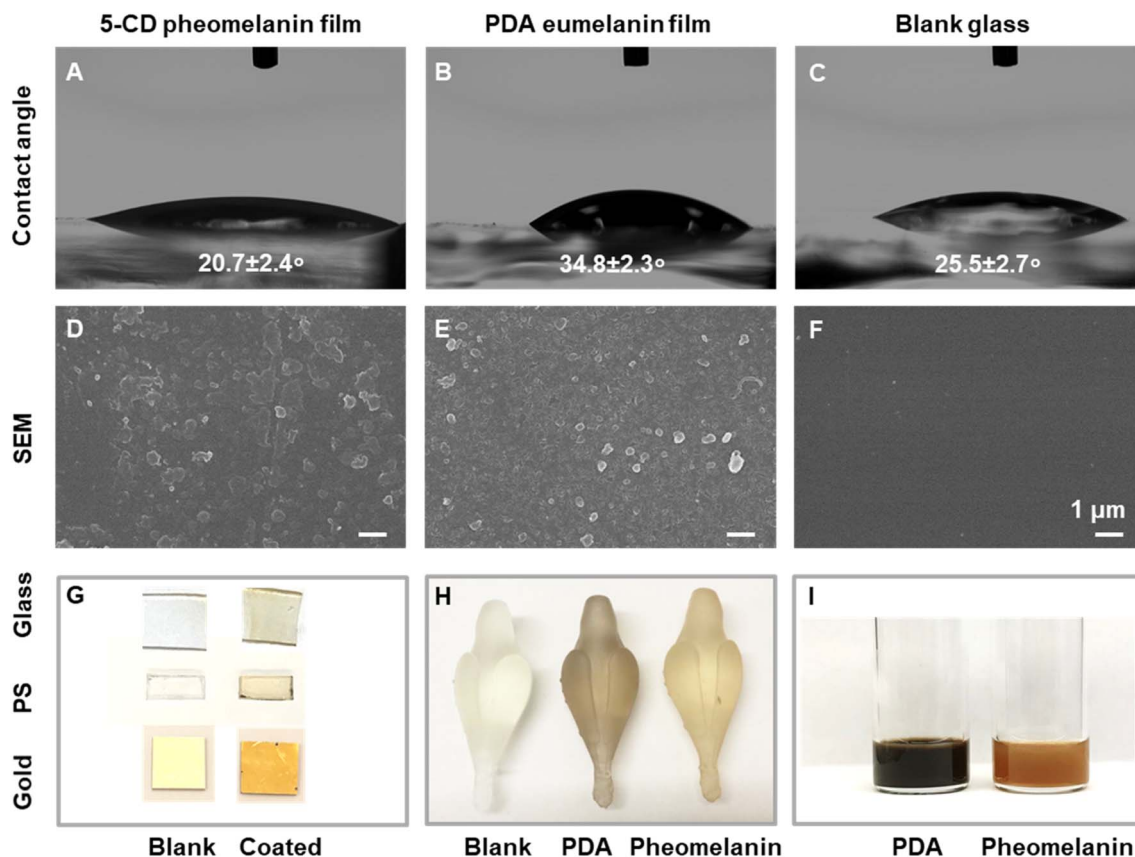 5-CD pheomelanin film
PDA eumelanin film
Blank glass
Contact angle
A
B
C
20.7±2.4°
34.8±2.3°
25.5±2.7°
SEM
D
E
F
1 μm
Glass
PS
Gold
G
H
I
Blank
Coated
Blank
PDA
Pheomelanin
PDA
Pheomelanin